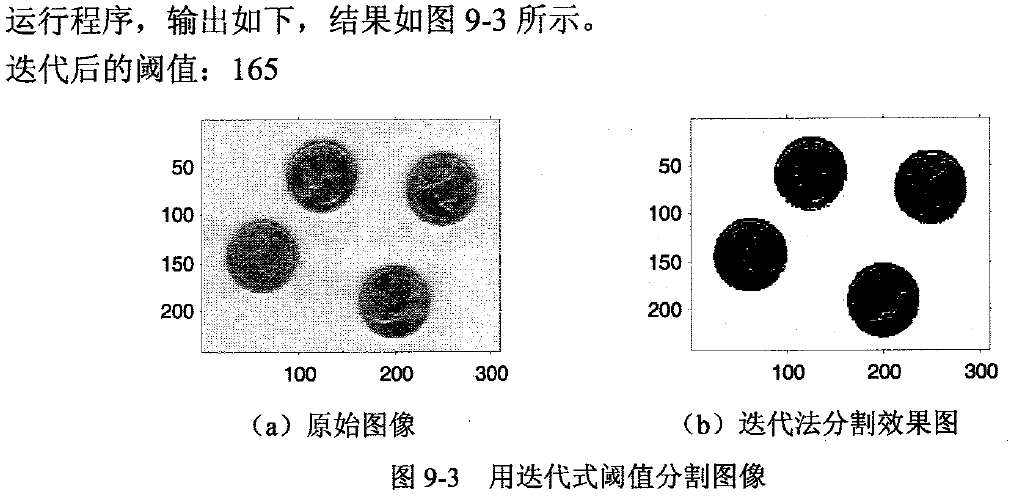 运行程序，输出如下，结果如图 9-3 所示。
迭代后的阈值：165
50
100
150
200
100 200 300
50
100
150
200
100 200 300
（a）原始图像
（b）迭代法分割效果图
图 9-3 用迭代式阈值分割图像